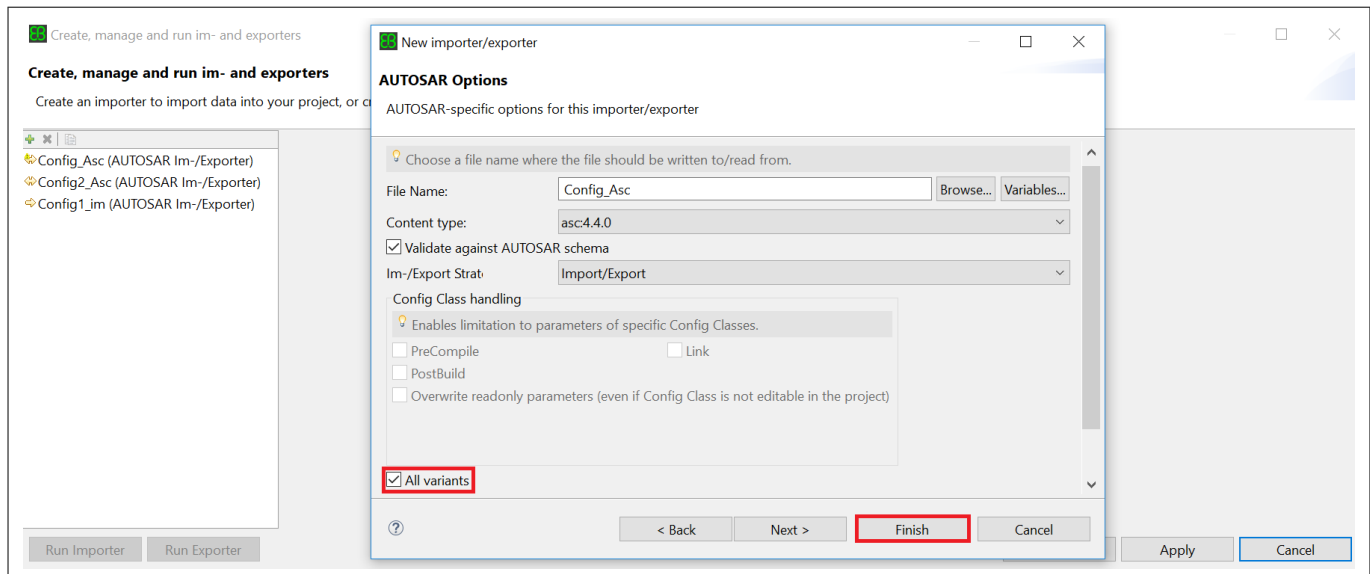 Create, manage and run im- and exporters
Create, manage and run im- and exporters
Create an importer to import data into your project, or
Config_Asc (AUTOSAR Im-/Exporter)
Config2_Asc (AUTOSAR Im-/Exporter)
Config1_im (AUTOSAR Im-/Exporter)
Run Importer Run Exporter
EB New importer/exporter
AUTOSAR Options
AUTOSAR-specific options for this importer/exporter
Choose a file name where the file should be written to/read from.
File Name: Config_Asc Browse... Variables...
Content type: asc:4.4.0
Validate against AUTOSAR schema
Im-/Export Strat Import/Export
Config Class handling
Enables limitation to parameters of specific Config Classes.
PreCompile Link
PostBuild
Overwrite readonly parameters (even if Config Class is not editable in the project)
All variants
< Back Next > Finish Cancel
Apply Cancel